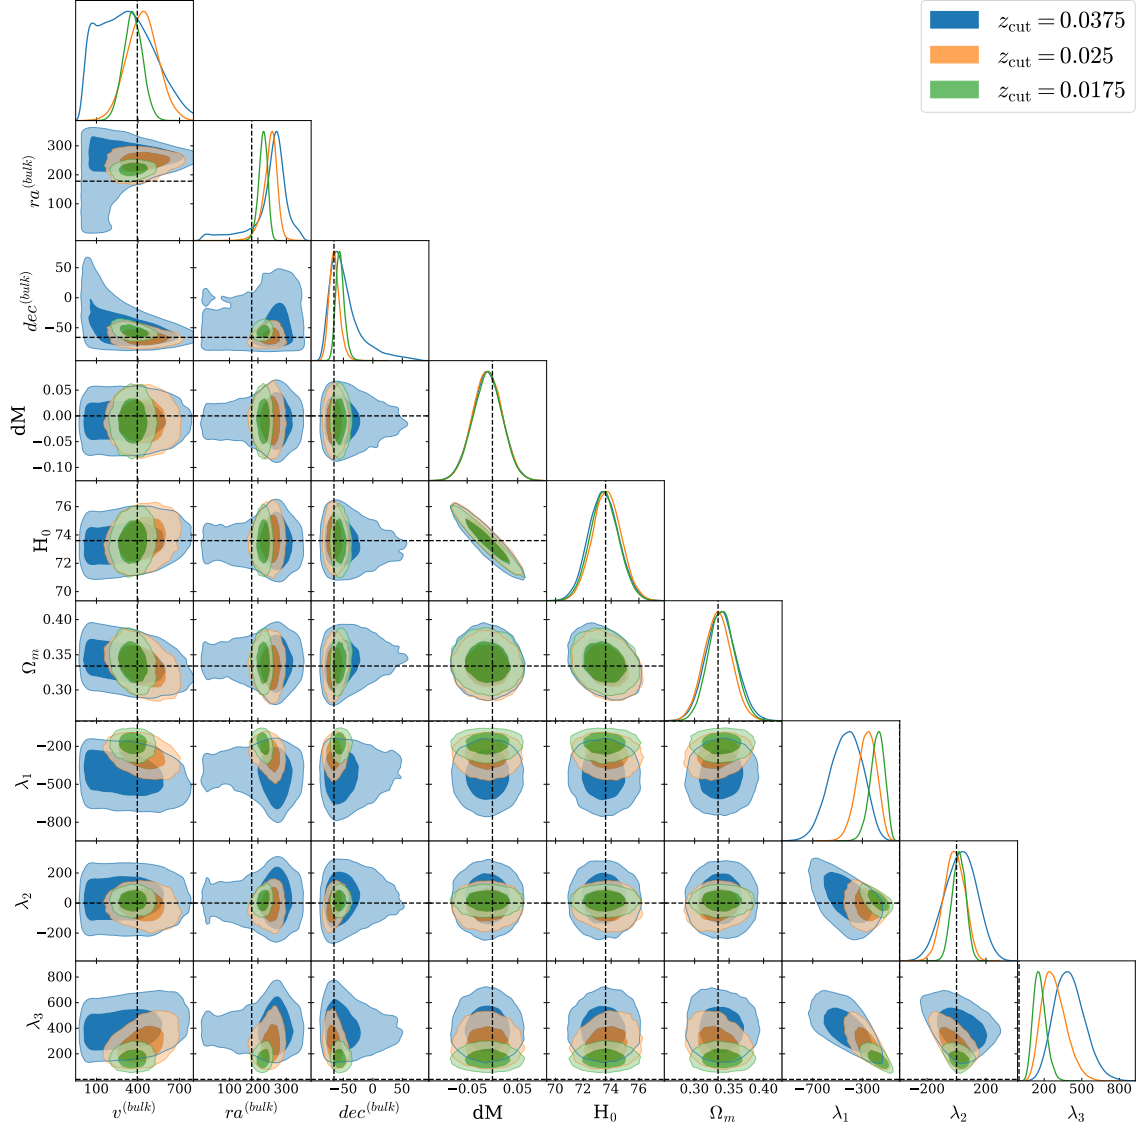 z_cut = 0.0375
z_cut = 0.025
z_cut = 0.0175
300
200
100
ra^(bulk)
50
0
−50
dec^(bulk)
0.05
0.00
−0.05
−0.10
dM
76
74
72
70
H_0
0.40
0.35
0.30
Ω_m
−200
−500
−800
λ_1
200
0
−200
λ_2
800
600
400
200
λ_3
100 400 700 100 200 300 −50 0 50 −0.05 0.05 70 72 74 76 0.30 0.35 0.40 −700 −300 −200 200 200 400 800
v^(bulk) ra^(bulk) dec^(bulk) dM H_0 Ω_m λ_1 λ_2 λ_3